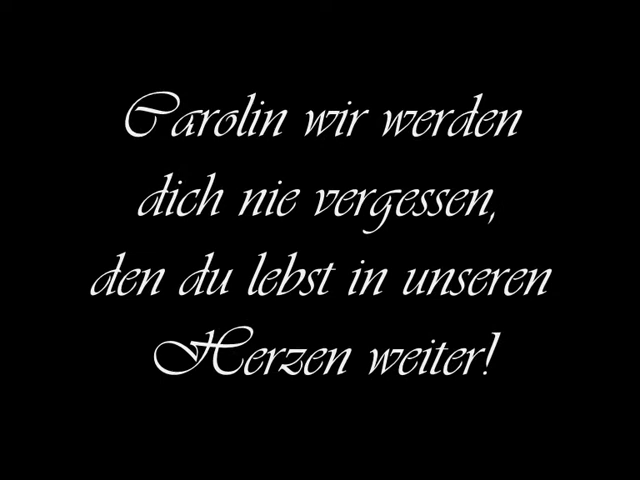 Carolin wir werden
dich nie vergessen,
den du lebst in unseren
Herzen weiter!